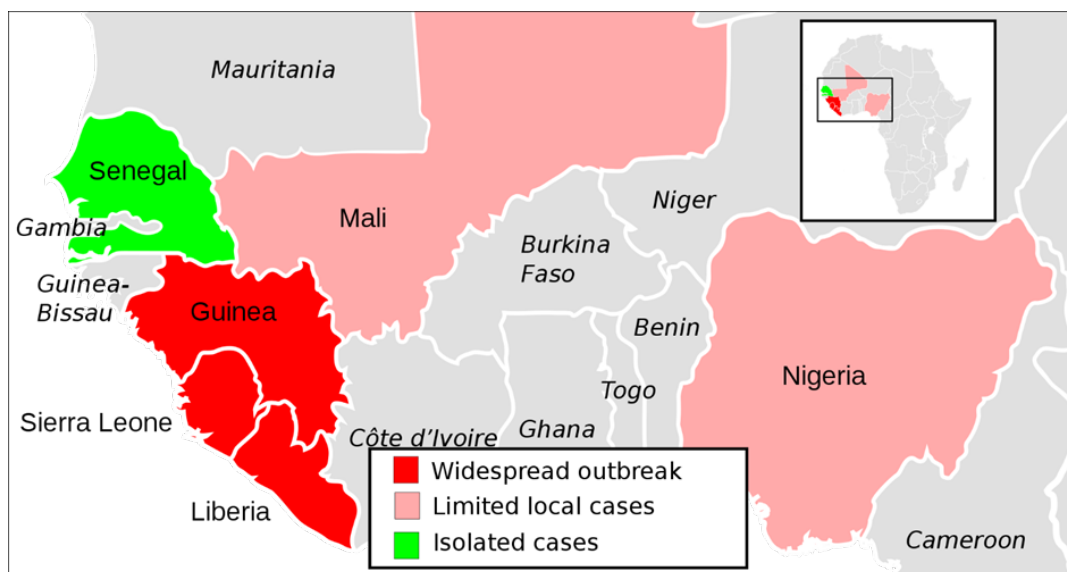 Mauritania
Senegal
Gambia
Mali
Niger
Burkina
Faso
Guinea-
Bissau
Guinea
Benin
Nigeria
Togo
Sierra Leone
Côte d’Ivoire
Ghana
Liberia
Cameroon
Widespread outbreak
Limited local cases
Isolated cases